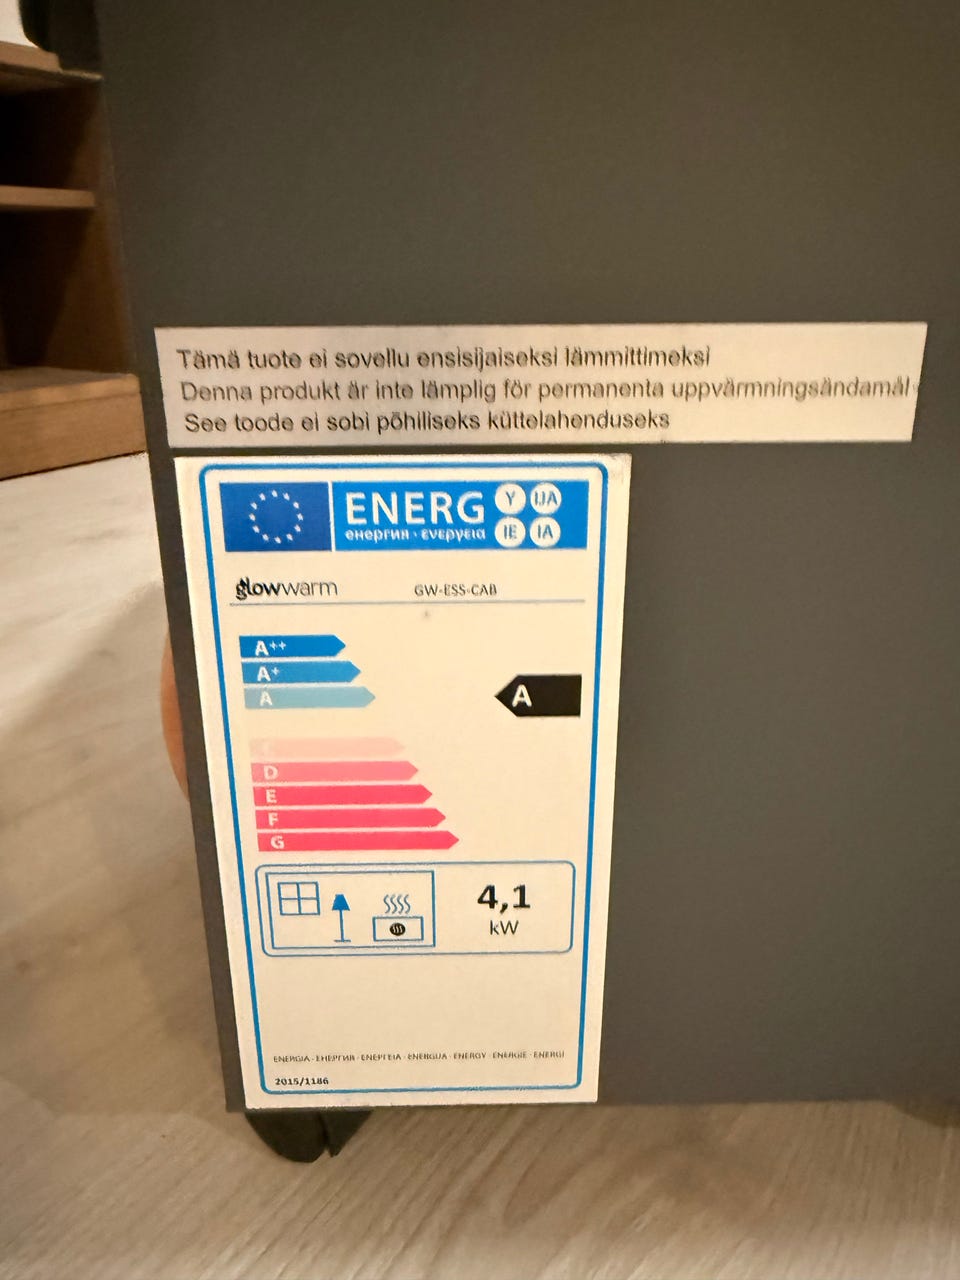 Tämä tuote ei sovellu ensisijaiseksi lämmittimeksi
Denna produkt är inte lämplig för permanenta uppvärmningsändamål
See toode ei sobi põhiliseks küttelahenduseks
ENERG Y IJA
енергия · ενεργεια IE IA
glowwarm GW-ESS-CAB
A++
A+
A
A
D
E
F
G
4,1
kW
ENERGIA · ЕНЕРГИЯ · ΕΝΕΡΓΕΙΑ · ENERGIJA · ENERGY · ENERGIE · ENERGI
2015/1186